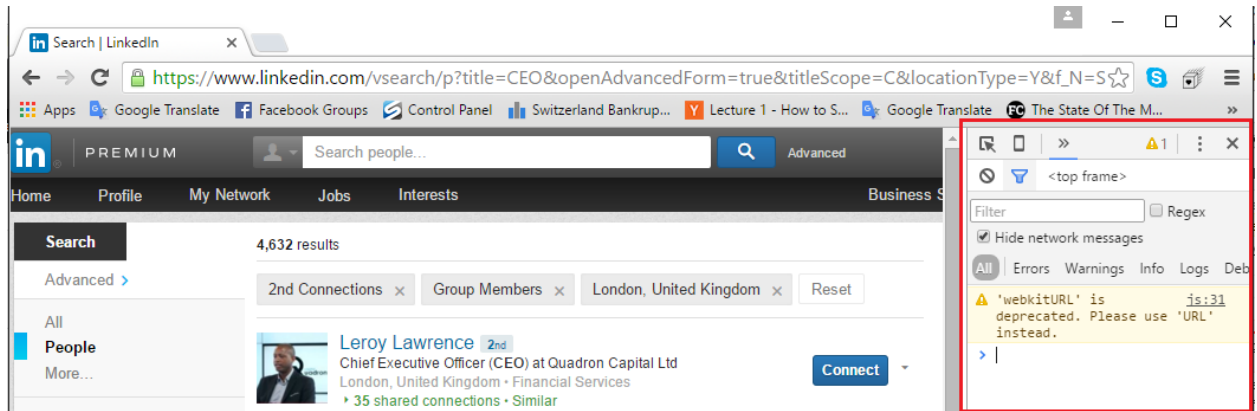 in Search | LinkedIn
https://www.linkedin.com/vsearch/p?title=CEO&openAdvancedForm=true&titleScope=C&locationType=Y&f_N=S
Apps Google Translate Facebook Groups Control Panel Switzerland Bankrup... Lecture 1 - How to S... Google Translate The State Of The M... »
in PREMIUM Search people... Advanced
Home Profile My Network Jobs Interests Business S
Search
4,632 results
Advanced >
2nd Connections × Group Members × London, United Kingdom × Reset
All
People
More...
Leroy Lawrence 2nd
Chief Executive Officer (CEO) at Quadron Capital Ltd
London, United Kingdom • Financial Services
35 shared connections • Similar
Connect
» 1
<top frame>
Filter Regex
Hide network messages
All Errors Warnings Info Logs Deb
'webkitURL' is js:31
deprecated. Please use 'URL'
instead.
>